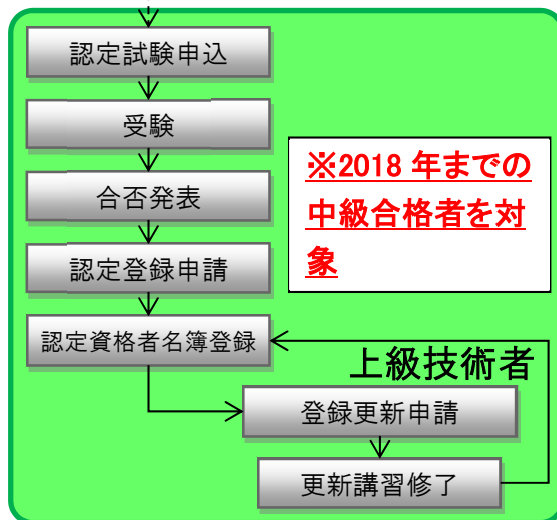 認定試験申込
受験
合否発表
認定登録申請
認定資格者名簿登録
※2018 年までの
中級合格者を対
象
上級技術者
登録更新申請
更新講習修了